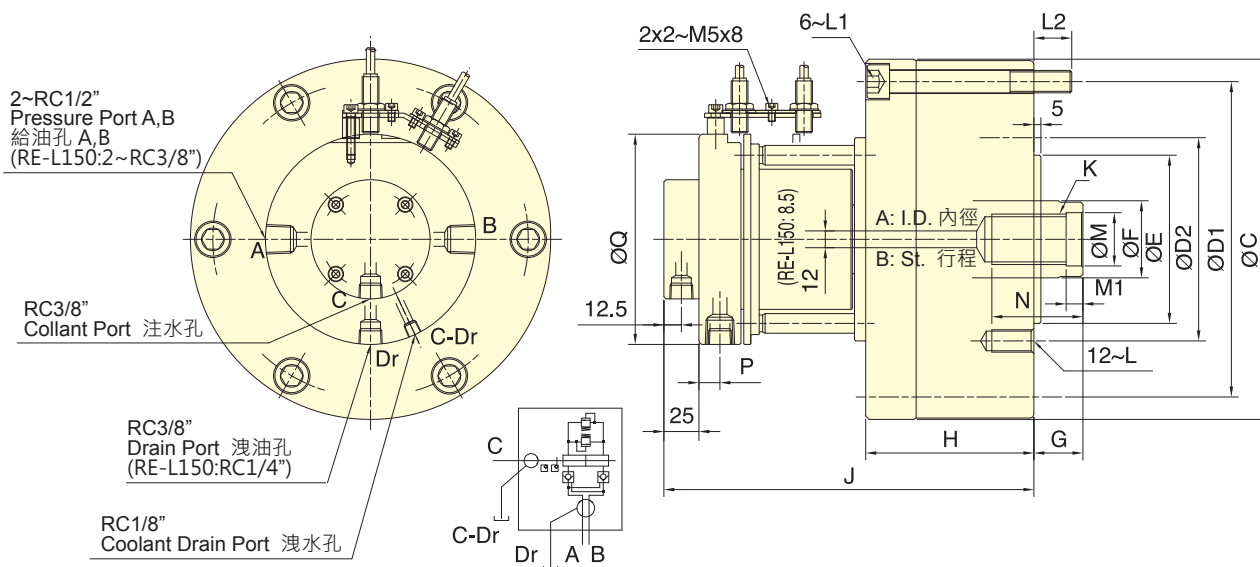 2~RC1/2”
Pressure Port A,B
給油孔 A,B
(RE-L150:2~RC3/8”)
A
B
C
RC3/8”
Collant Port 注水孔
C-Dr
Dr
RC3/8”
Drain Port 洩油孔
(RE-L150:RC1/4”)
RC1/8”
Coolant Drain Port 洩水孔
C
C-Dr
Dr
A
B
2x2~M5x8
6~L1
L2
5
K
A: I.D. 內徑
B: St. 行程
(RE-L150: 8.5)
12
ØQ
ØM
ØF
ØE
ØD2
ØD1
ØC
N
M1
12.5
P
12~L
25
H
G
J